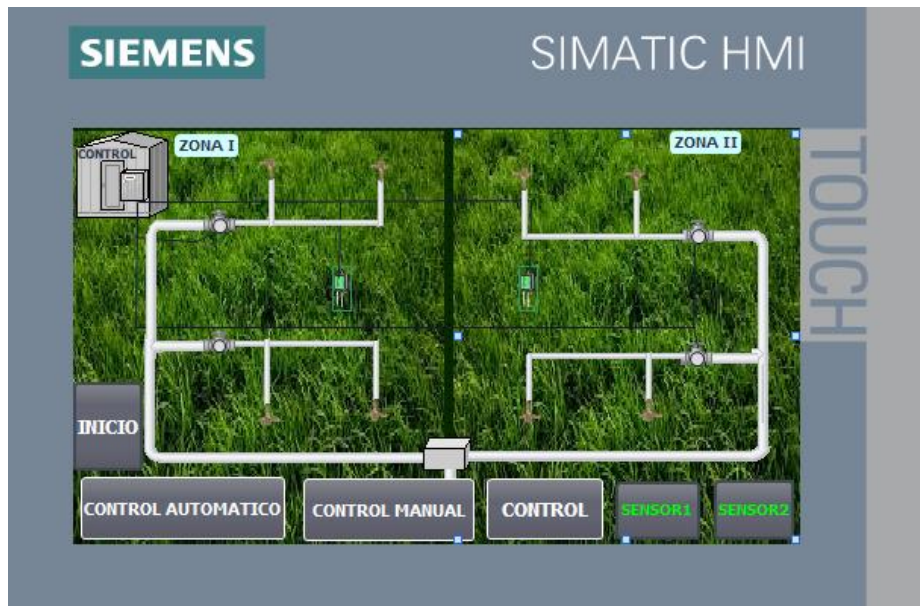 SIEMENS
SIMATIC HMI
TOUCH
CONTROL
ZONA I
ZONA II
INICIO
CONTROL AUTOMATICO
CONTROL MANUAL
CONTROL
SENSOR1
SENSOR2